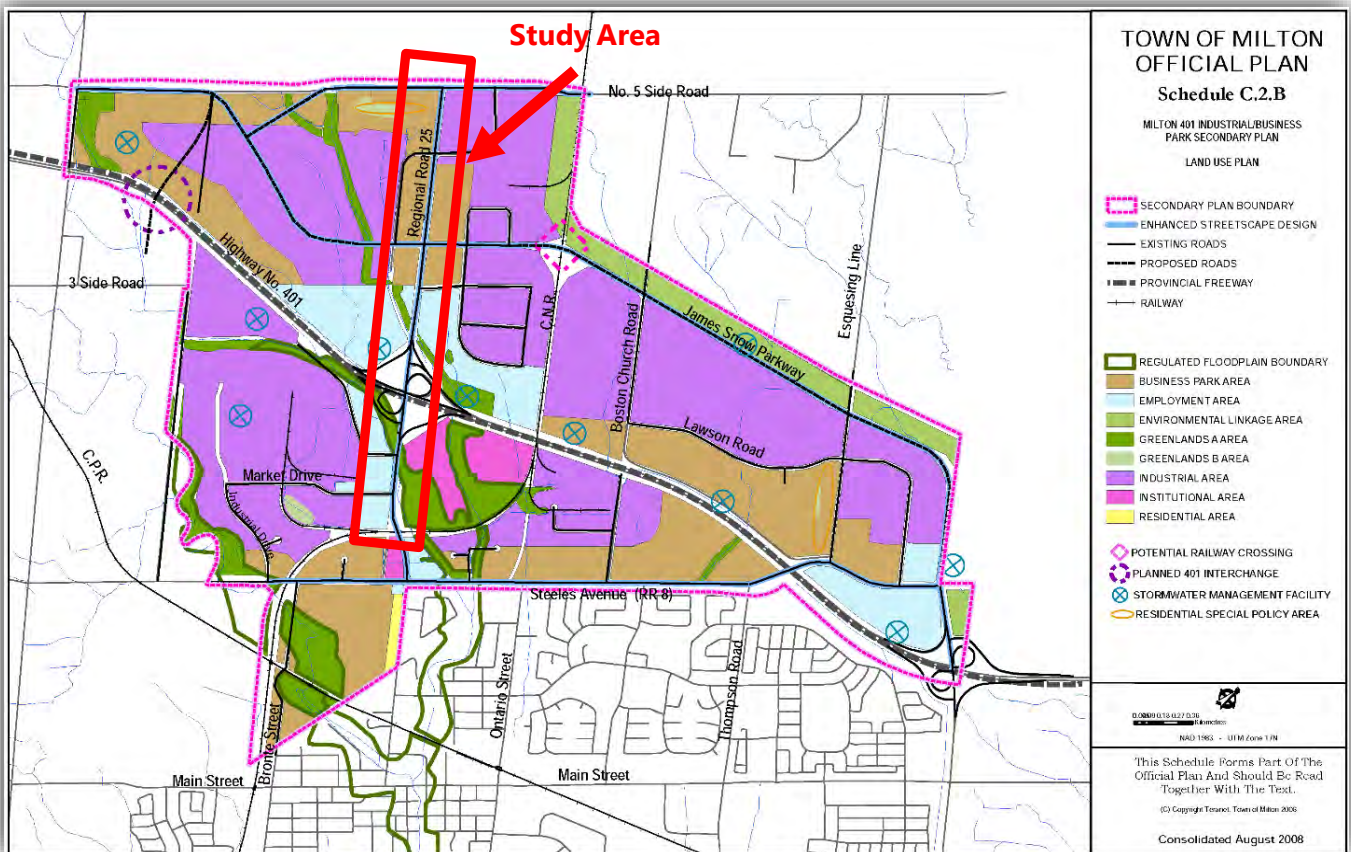 Study Area
No. 5 Side Road
Regional Road 25
Highway No. 401
3 Side Road
C.N.R.
Boston Church Road
James Snow Parkway
Esquesing Line
Lawson Road
C.P.R.
Market Drive
Industrial Drive
Steeles Avenue (RR 8)
Ontario Street
Thompson Road
Bronte Street
Main Street
Main Street
TOWN OF MILTON
OFFICIAL PLAN
Schedule C.2.B
MILTON 401 INDUSTRIAL/BUSINESS
PARK SECONDARY PLAN
LAND USE PLAN
SECONDARY PLAN BOUNDARY
ENHANCED STREETSCAPE DESIGN
EXISTING ROADS
PROPOSED ROADS
PROVINCIAL FREEWAY
RAILWAY
REGULATED FLOODPLAIN BOUNDARY
BUSINESS PARK AREA
EMPLOYMENT AREA
ENVIRONMENTAL LINKAGE AREA
GREENLANDS A AREA
GREENLANDS B AREA
INDUSTRIAL AREA
INSTITUTIONAL AREA
RESIDENTIAL AREA
POTENTIAL RAILWAY CROSSING
PLANNED 401 INTERCHANGE
STORMWATER MANAGEMENT FACILITY
RESIDENTIAL SPECIAL POLICY AREA
Kilometres
NAD 1983 - UTM Zone 17N
This Schedule Forms Part Of The
Official Plan And Should Be Read
Together With The Text.
(C) Copyright Teranet, Town of Milton 2006
Consolidated August 2008